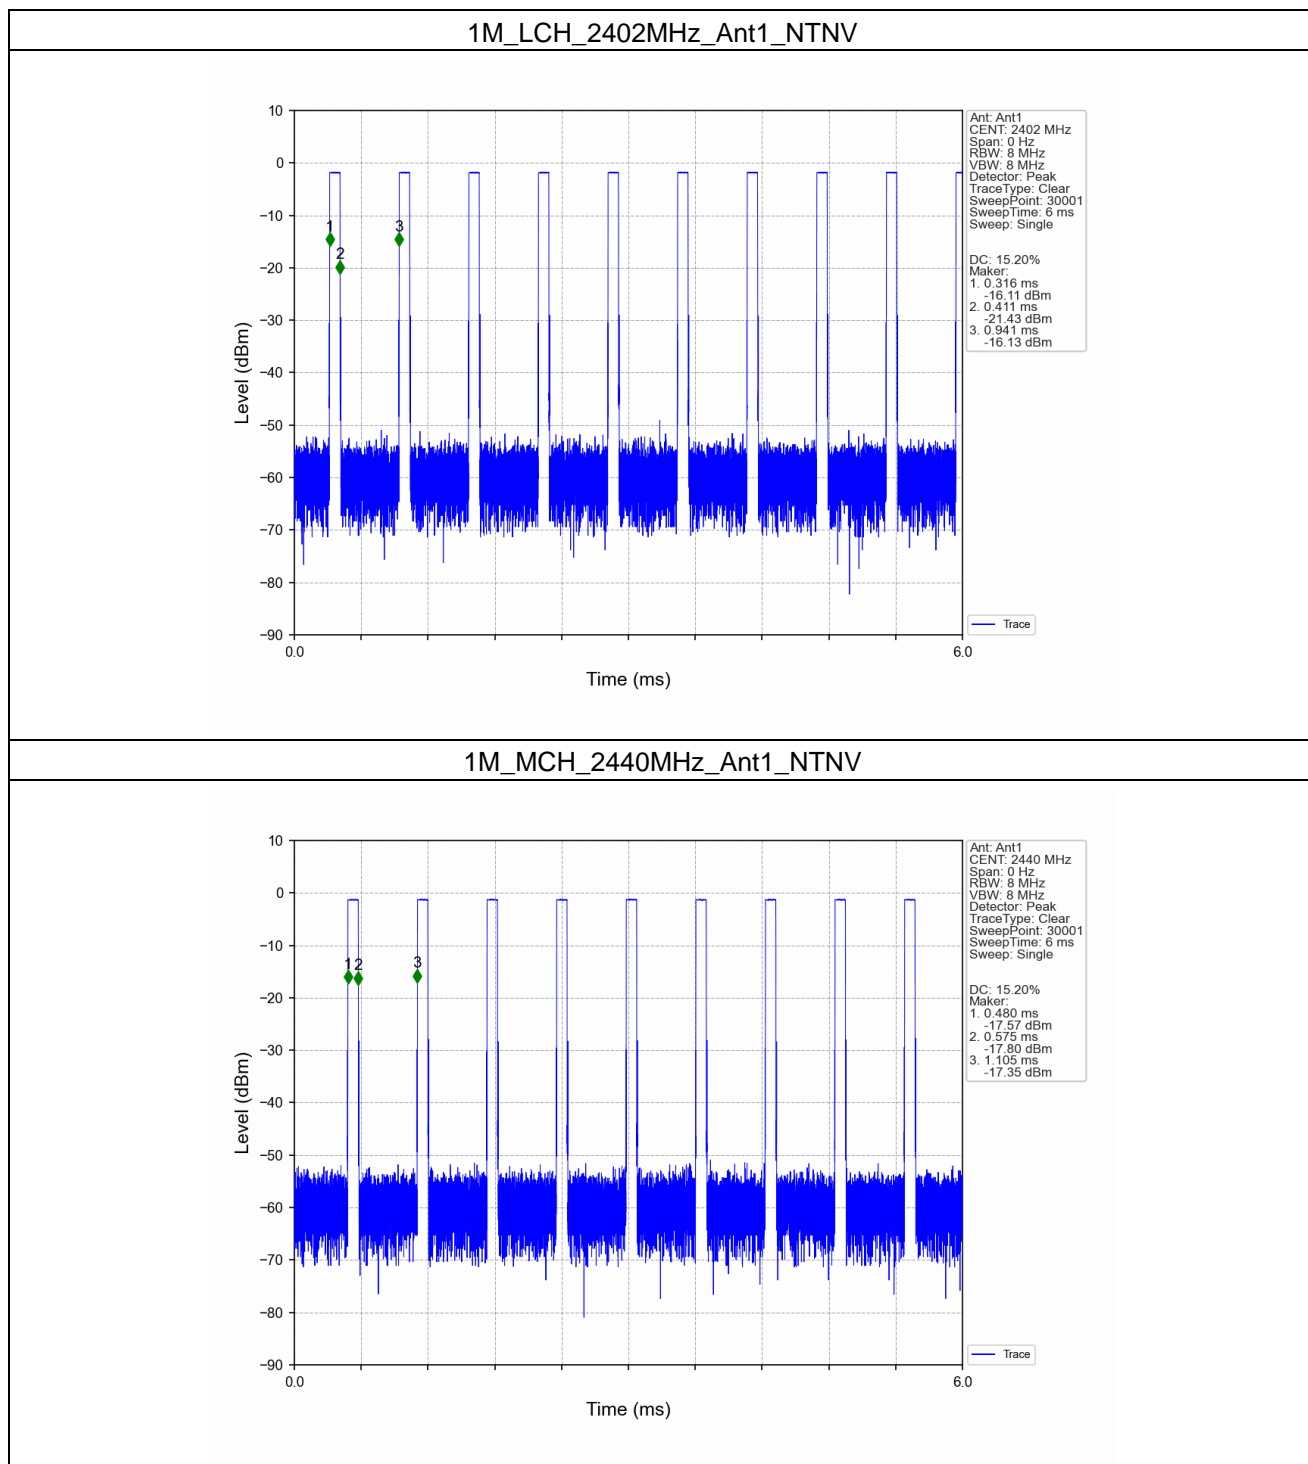 1M_LCH_2402MHz_Ant1_NTNV
10
0
−10
−20
−30
−40
−50
−60
−70
−80
−90
Level (dBm)
1
2
3
0.0
6.0
Time (ms)
Ant: Ant1
CENT: 2402 MHz
Span: 0 Hz
RBW: 8 MHz
VBW: 8 MHz
Detector: Peak
TraceType: Clear
SweepPoint: 30001
SweepTime: 6 ms
Sweep: Single
DC: 15.20%
Maker:
1. 0.316 ms
-16.11 dBm
2. 0.411 ms
-21.43 dBm
3. 0.941 ms
-16.13 dBm
Trace
1M_MCH_2440MHz_Ant1_NTNV
10
0
−10
−20
−30
−40
−50
−60
−70
−80
−90
Level (dBm)
1
2
3
0.0
6.0
Time (ms)
Ant: Ant1
CENT: 2440 MHz
Span: 0 Hz
RBW: 8 MHz
VBW: 8 MHz
Detector: Peak
TraceType: Clear
SweepPoint: 30001
SweepTime: 6 ms
Sweep: Single
DC: 15.20%
Maker:
1. 0.480 ms
-17.57 dBm
2. 0.575 ms
-17.80 dBm
3. 1.105 ms
-17.35 dBm
Trace